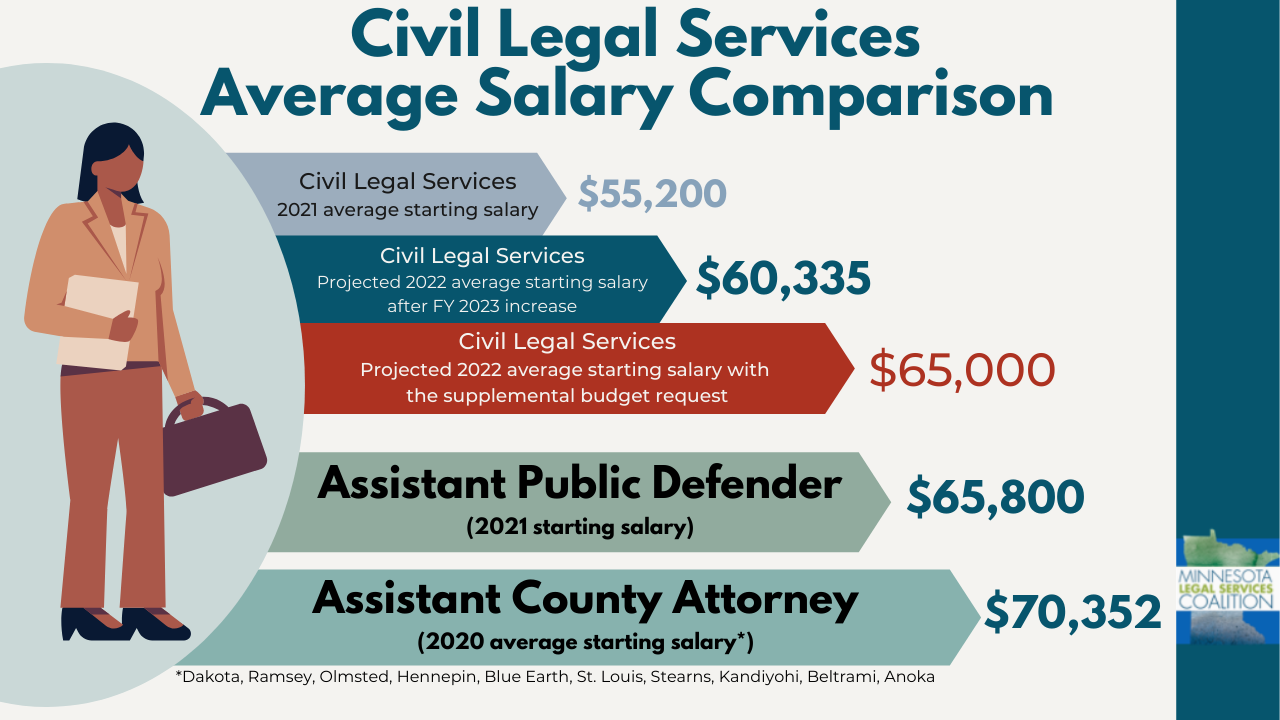 Civil Legal Services
Average Salary Comparison
Civil Legal Services
2021 average starting salary
$55,200
Civil Legal Services
Projected 2022 average starting salary
after FY 2023 increase
$60,335
Civil Legal Services
Projected 2022 average starting salary with
the supplemental budget request
$65,000
Assistant Public Defender
(2021 starting salary)
$65,800
Assistant County Attorney
(2020 average starting salary*)
$70,352
MINNESOTA
LEGAL SERVICES
COALITION
*Dakota, Ramsey, Olmsted, Hennepin, Blue Earth, St. Louis, Stearns, Kandiyohi, Beltrami, Anoka